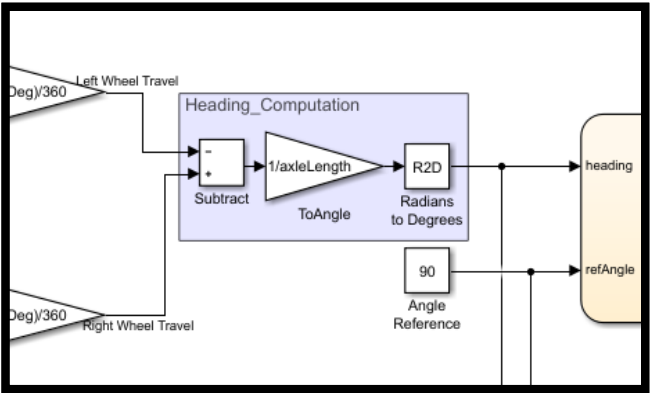 Left Wheel Travel
Deg)/360
Heading_Computation
-
+
Subtract
1/axleLength
ToAngle
R2D
Radians
to Degrees
heading
90
Angle
Reference
refAngle
Deg)/360
Right Wheel Travel